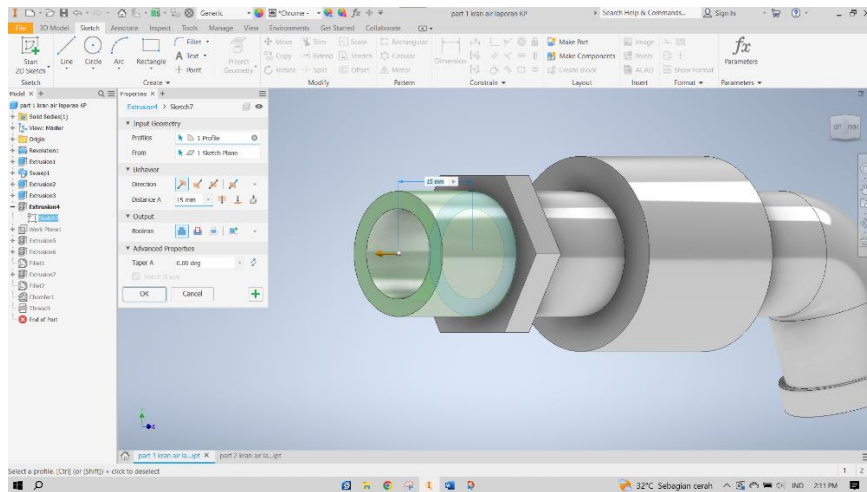 Generic
*Chrome
part 1 kran air laporan KP
Search Help & Commands...
Sign In
File 3D Model Sketch Annotate Inspect Tools Manage View Environments Get Started Collaborate
Start
2D Sketch
Line
Circle
Arc
Rectangle
Fillet
Text
Point
Project
Geometry
Move
Copy
Rotate
Trim
Extend
Split
Scale
Stretch
Offset
Rectangular
Circular
Mirror
Dimension
Make Part
Make Components
Create Block
Image
Points
ACAD
Show Format
fx
Parameters
Sketch Create Modify Pattern Constrain Layout Insert Format Parameters
Model
part 1 kran air laporan KP
Solid Bodies(1)
View: Master
Origin
Revolution1
Sweep1
Extrusion2
Extrusion3
Extrusion4
Work Plane1
Extrusion5
Extrusion6
Fillet1
Extrusion7
Fillet2
Chamfer1
Thread1
End of Part
Properties
Extrusion4 > Sketch7
Input Geometry
Profiles 1 Profile
From 1 Sketch Plane
Behavior
Direction
Distance A 15 mm
Output
Boolean
Advanced Properties
Taper A 0.00 deg
Match Shape
OK Cancel
15 mm
part 1 kran air la...ipt
part 2 kran air la...ipt
Select a profile. [Ctrl] (or [Shift]) + click to deselect
1 2
32°C Sebagian cerah
IND
2:11 PM